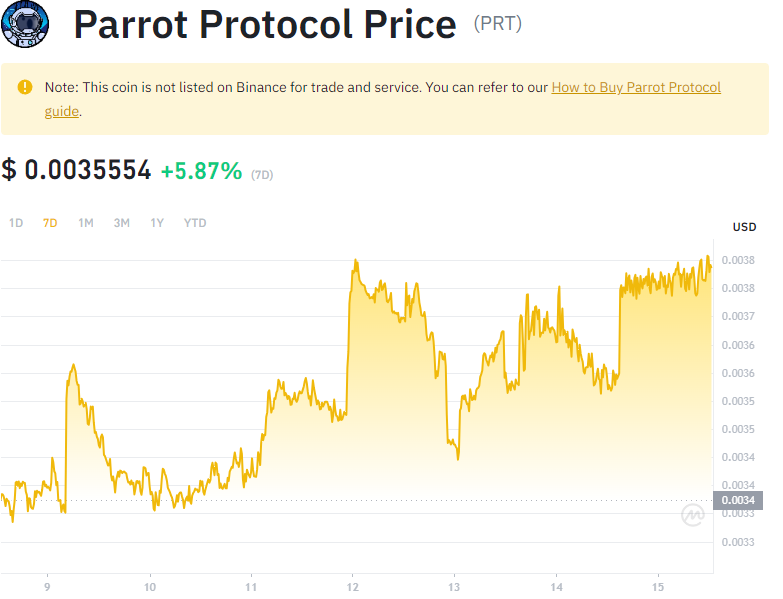 Parrot Protocol Price (PRT)
Note: This coin is not listed on Binance for trade and service. You can refer to our How to Buy Parrot Protocol
guide.
$ 0.0035554 +5.87% (7D)
1D 7D 1M 3M 1Y YTD
USD
0.0038
0.0038
0.0037
0.0036
0.0036
0.0035
0.0035
0.0034
0.0034
0.0034
0.0033
0.0033
9 10 11 12 13 14 15